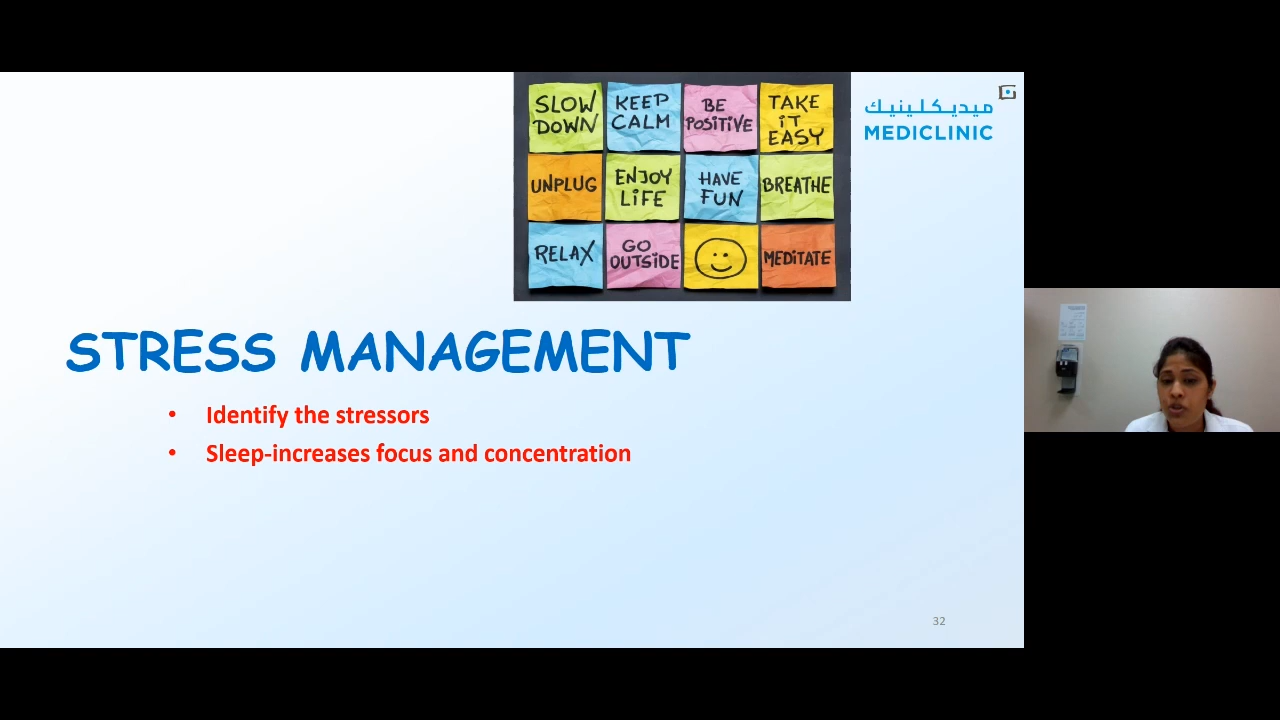 SLOW
DOWN
KEEP
CALM
BE
POSiTiVE
TAKE
iT
EASY
UNPLUG
ENJOY
LiFE
HAVE
FUN
BREATHE
RELAX
GO
OUTSiDE
MEDiTATE
ميديكلينيك
MEDICLINIC
STRESS MANAGEMENT
• Identify the stressors
• Sleep-increases focus and concentration
32